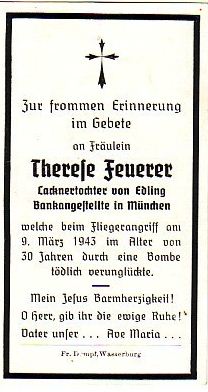 Zur frommen Erinnerung
im Gebete
an Fräulein
Therese Feuerer
Lacknertochter von Edling
Bankangestellte in München
welche beim Fliegerangriff am
9. März 1943 im Alter von
30 Jahren durch eine Bombe
tödlich verunglückte.
Mein Jesus Barmherzigkeit!
O Herr, gib ihr die ewige Ruhe!
Vater unser . . . Ave Maria . . .
Fr. Dempf, Wasserburg